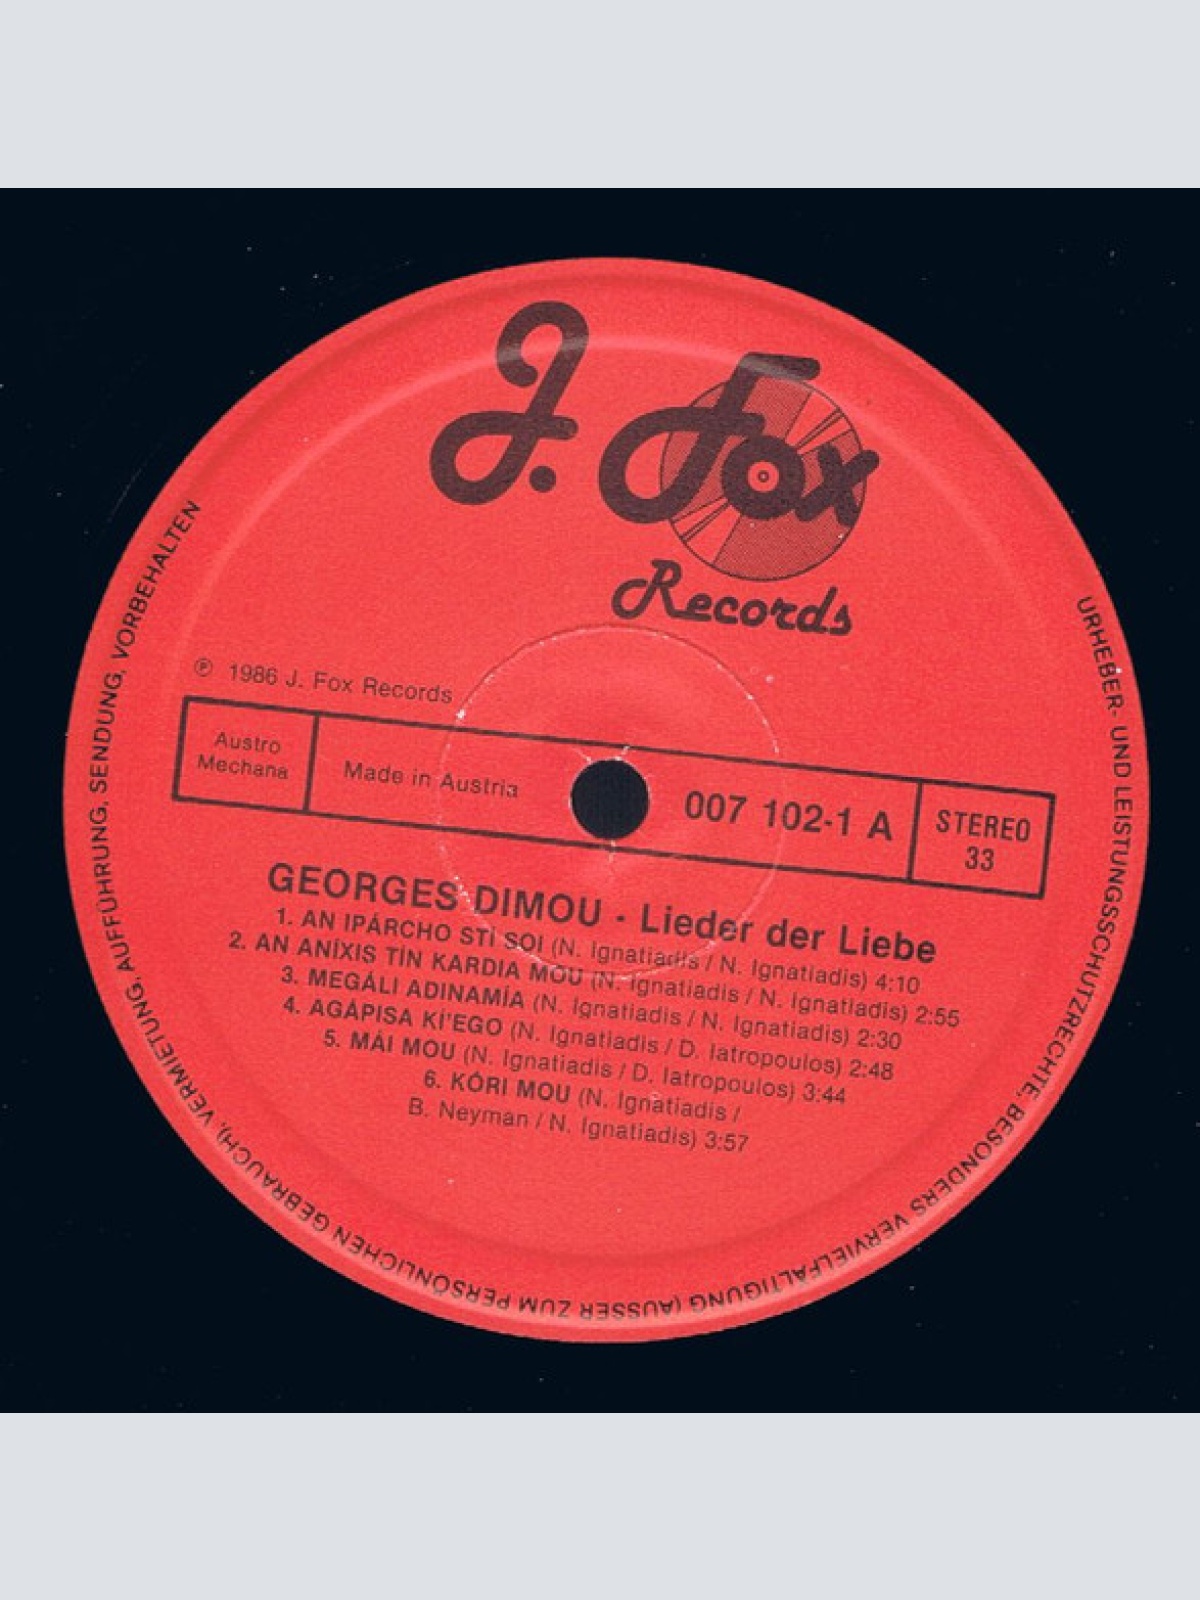 J. Fox
Records
℗ 1986 J. Fox Records
Austro
Mechana
Made in Austria
007 102-1 A
STEREO
33
GEORGES DIMOU · Lieder der Liebe
1. AN IPÁRCHO STÍ SOI (N. Ignatiadis / N. Ignatiadis) 4:10
2. AN ANÍXIS TÍN KARDIA MOU (N. Ignatiadis / N. Ignatiadis) 2:55
3. MEGÁLI ADINAMÍA (N. Ignatiadis / N. Ignatiadis) 2:30
4. AGÁPISA KÍ'EGO (N. Ignatiadis / D. Iatropoulos) 2:48
5. MÁI MOU (N. Ignatiadis / D. Iatropoulos) 3:44
6. KÓRI MOU (N. Ignatiadis /
B. Neyman / N. Ignatiadis) 3:57
URHEBER- UND LEISTUNGSSCHUTZRECHTE, BESONDERS VERVIELFÄLTIGUNG (AUSSER ZUM PERSÖNLICHEN GEBRAUCH), VERMIETUNG, AUFFÜHRUNG, SENDUNG, VORBEHALTEN